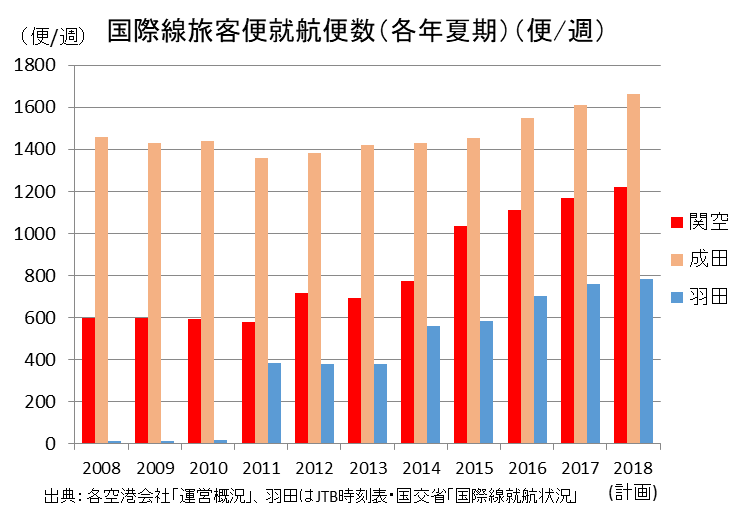 国際線旅客便就航便数（各年夏期）（便/週）
（便/週）
1800
1600
1400
1200
1000
800
600
400
200
0
2008 2009 2010 2011 2012 2013 2014 2015 2016 2017 2018
(計画)
関空
成田
羽田
出典：各空港会社「運営概況」、羽田はJTB時刻表・国交省「国際線就航状況」